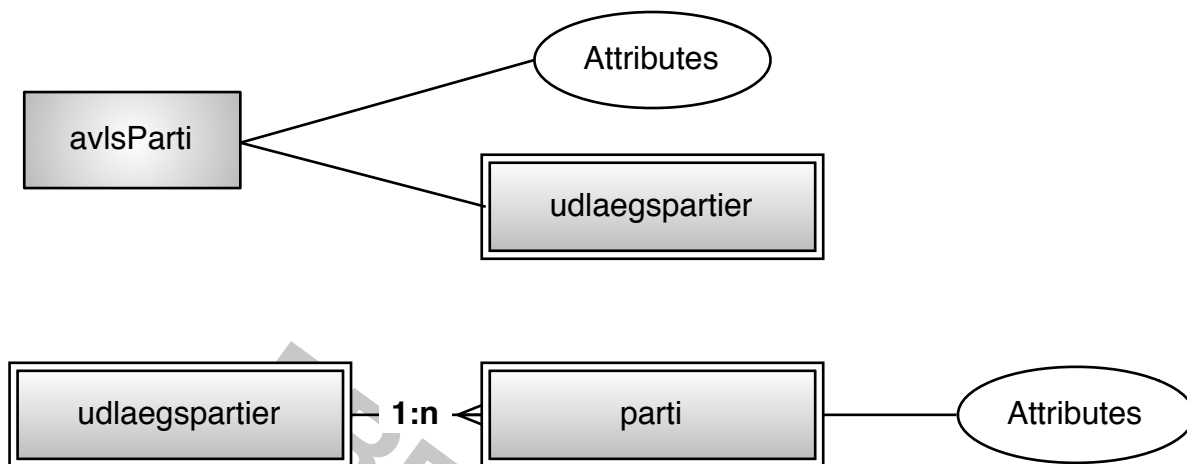 Attributes
avlsParti
udlaegspartier
udlaegspartier 1:n parti Attributes